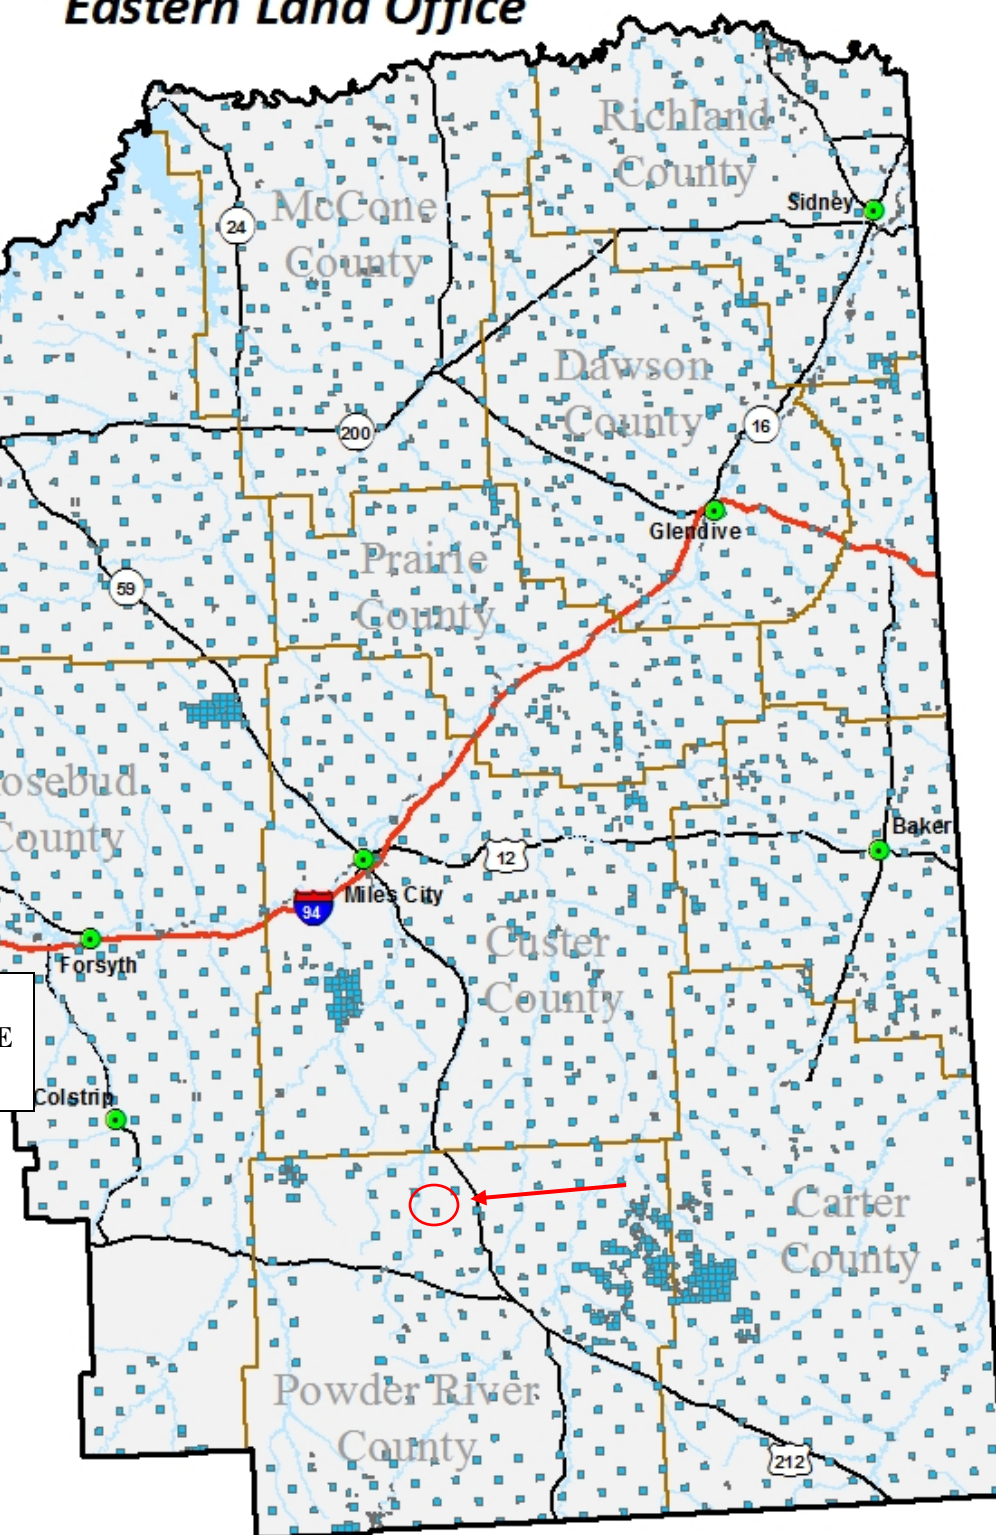 Eastern Land Office
Richland
County
Sidney
McCone
County
24
Dawson
County
16
200
Glendive
Prairie
County
59
osebud
County
Baker
12
Miles City
94
Custer
County
Forsyth
E
Colstrip
Carter
County
Powder River
County
212